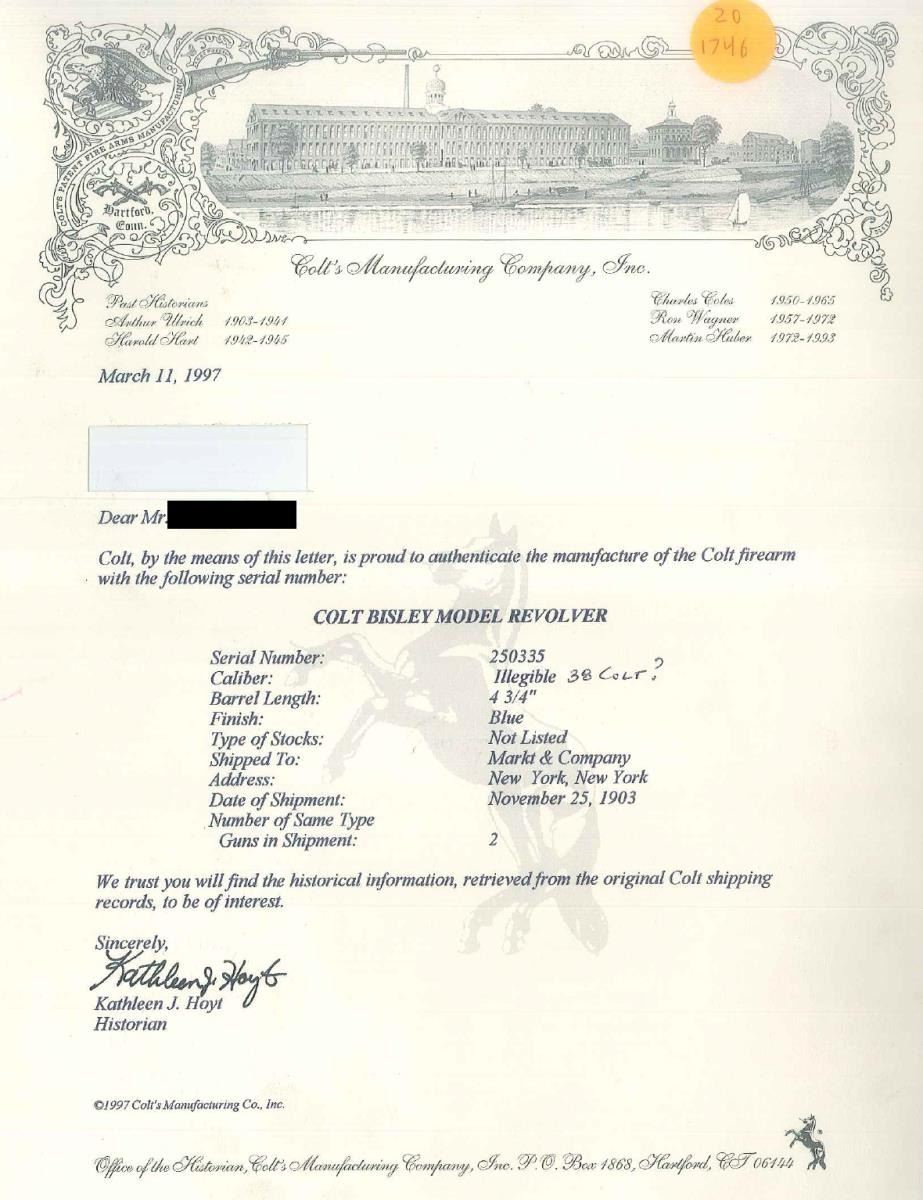 20
1746
COLTS PATENT FIRE ARMS MANUFACTURING
Hartford,
Conn.
Colt's Manufacturing Company, Inc.
Past Historians
Arthur Ulrich 1903-1941
Harold Hart 1942-1945
Charles Coles 1950-1965
Ron Wagner 1957-1972
Martin Huber 1972-1993
March 11, 1997
Dear Mr.
Colt, by the means of this letter, is proud to authenticate the manufacture of the Colt firearm
with the following serial number:
COLT BISLEY MODEL REVOLVER
Serial Number: 250335
Caliber: Illegible 38 COLT?
Barrel Length: 4 3/4"
Finish: Blue
Type of Stocks: Not Listed
Shipped To: Markt & Company
Address: New York, New York
Date of Shipment: November 25, 1903
Number of Same Type
Guns in Shipment: 2
We trust you will find the historical information, retrieved from the original Colt shipping
records, to be of interest.
Sincerely,
Kathleen J. Hoyt
Kathleen J. Hoyt
Historian
©1997 Colt's Manufacturing Co., Inc.
Office of the Historian, Colt's Manufacturing Company, Inc. P. O. Box 1868, Hartford, CT 06144